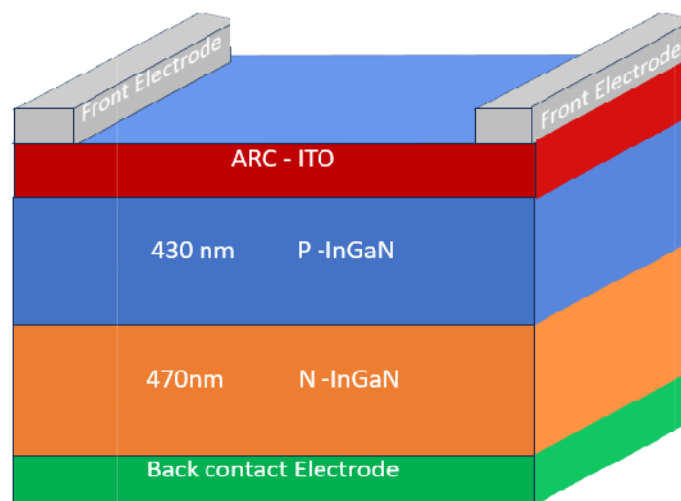 Front Electrode
Front Electrode
ARC - ITO
430 nm P -InGaN
470nm N -InGaN
Back contact Electrode